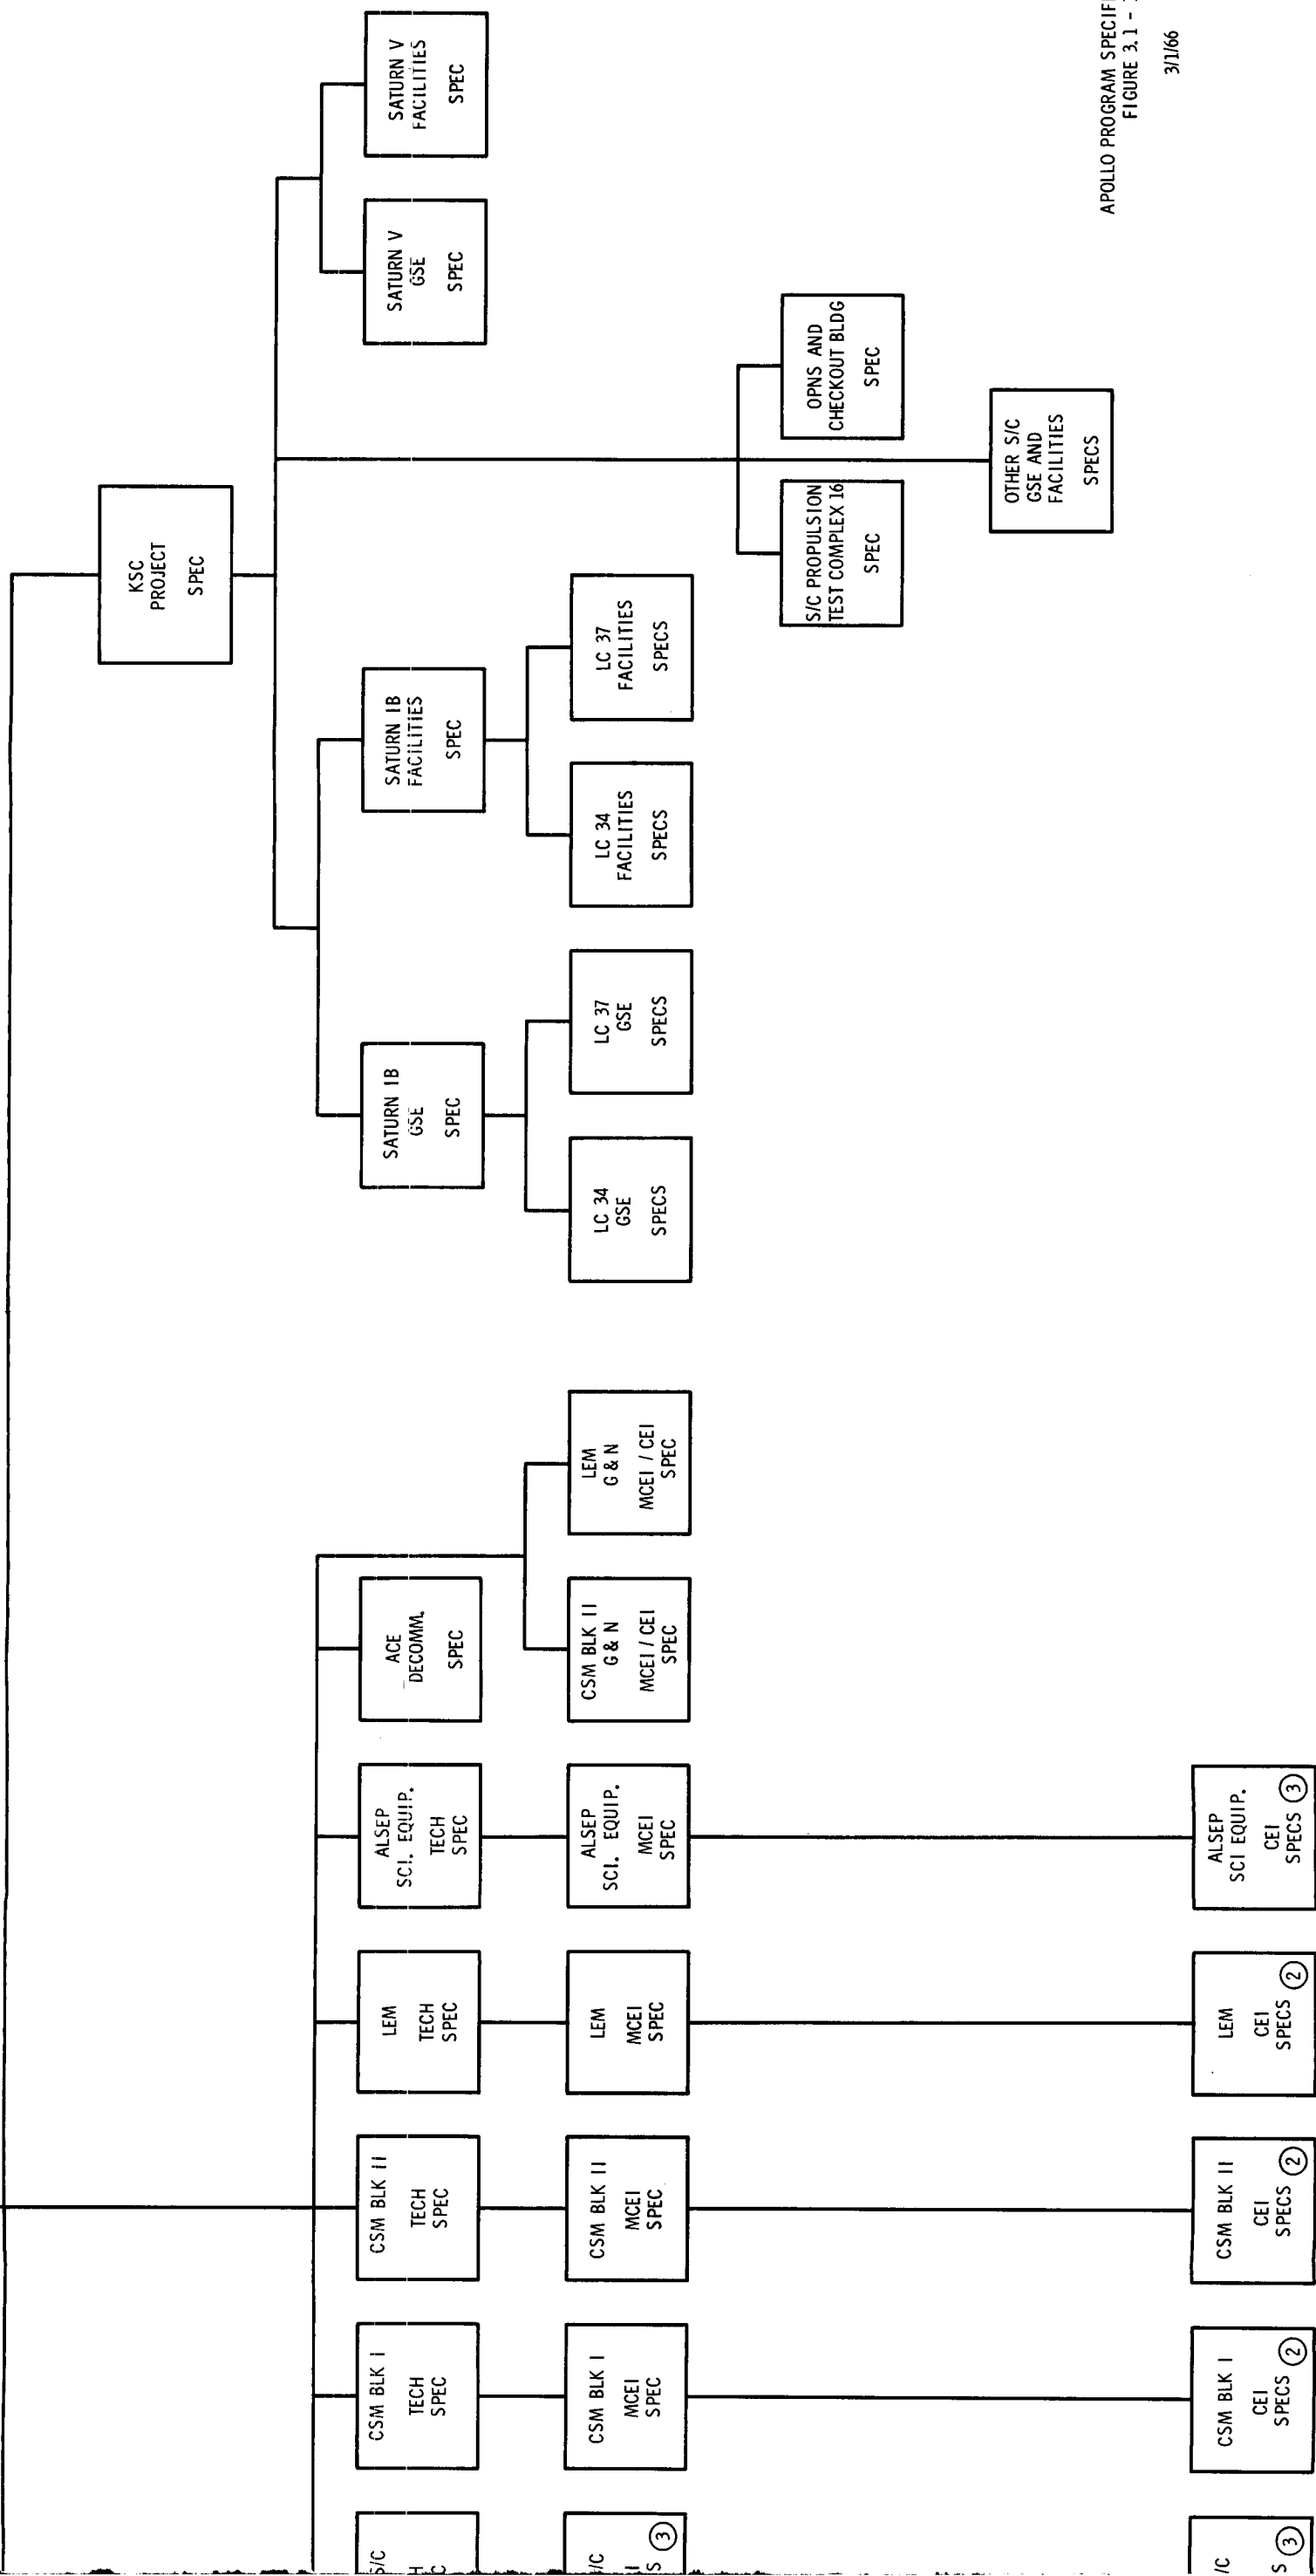 KSC
PROJECT
SPEC
S/C
CSM BLK I
TECH
SPEC
CSM BLK II
TECH
SPEC
LEM
TECH
SPEC
ALSEP
SCI. EQUIP.
TECH
SPEC
ACE
DECOMM.
SPEC
SATURN IB
GSE
SPEC
SATURN IB
FACILITIES
SPEC
SATURN V
GSE
SPEC
SATURN V
FACILITIES
SPEC
/C
S ③
CSM BLK I
MCEI
SPEC
CSM BLK II
MCEI
SPEC
LEM
MCEI
SPEC
ALSEP
SCI. EQUIP.
MCEI
SPEC
CSM BLK II
G & N
MCEI / CEI
SPEC
LEM
G & N
MCEI / CEI
SPEC
LC 34
GSE
SPECS
LC 37
GSE
SPECS
LC 34
FACILITIES
SPECS
LC 37
FACILITIES
SPECS
S/C PROPULSION
TEST COMPLEX 16
SPEC
OPNS AND
CHECKOUT BLDG
SPEC
OTHER S/C
GSE AND
FACILITIES
SPECS
/C
S ③
CSM BLK I
CEI
SPECS ②
CSM BLK II
CEI
SPECS ②
LEM
CEI
SPECS ②
ALSEP
SCI EQUIP.
CEI
SPECS ③
APOLLO PROGRAM SPECIFI
FIGURE 3.1 -
3/1/66